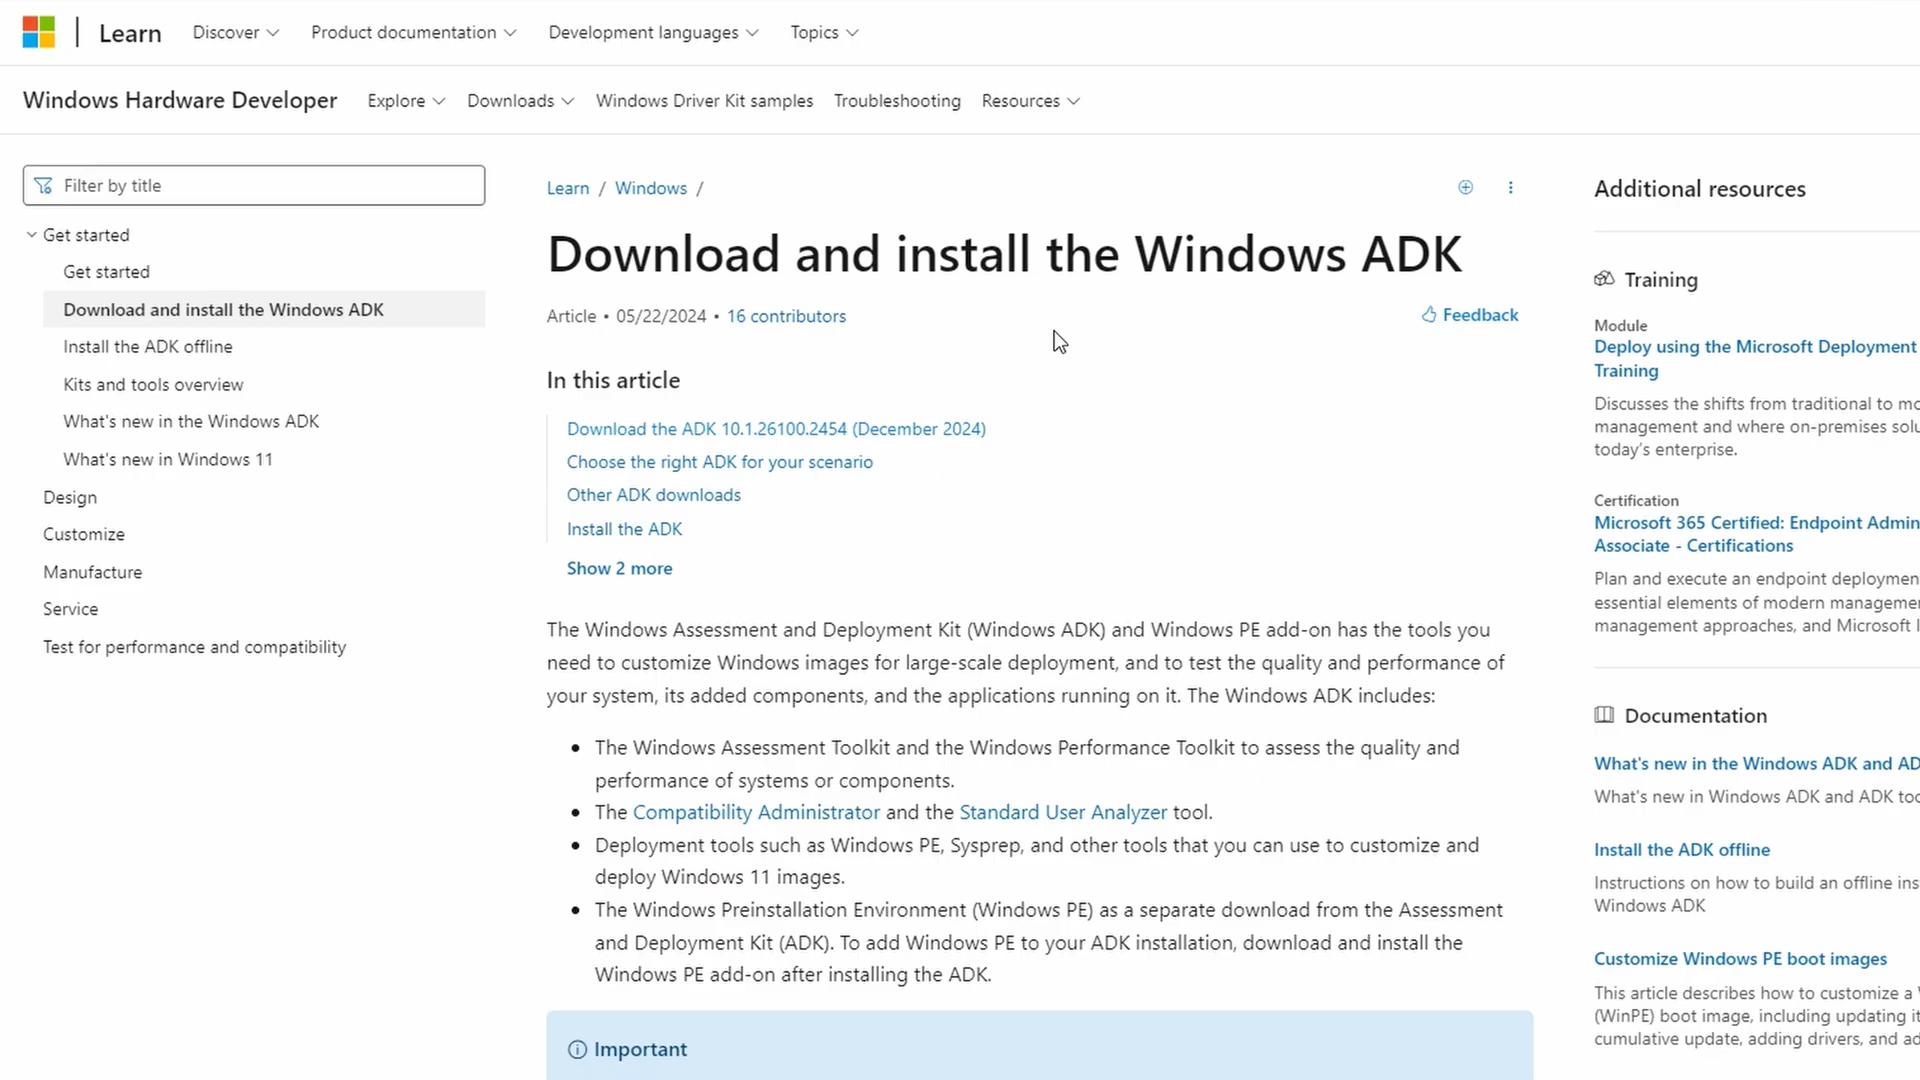 Learn Discover Product documentation Development languages Topics
Windows Hardware Developer Explore Downloads Windows Driver Kit samples Troubleshooting Resources
Filter by title
Get started
Get started
Download and install the Windows ADK
Install the ADK offline
Kits and tools overview
What's new in the Windows ADK
What's new in Windows 11
Design
Customize
Manufacture
Service
Test for performance and compatibility
Learn / Windows /
Download and install the Windows ADK
Article • 05/22/2024 • 16 contributors
Feedback
In this article
Download the ADK 10.1.26100.2454 (December 2024)
Choose the right ADK for your scenario
Other ADK downloads
Install the ADK
Show 2 more
The Windows Assessment and Deployment Kit (Windows ADK) and Windows PE add-on has the tools you
need to customize Windows images for large-scale deployment, and to test the quality and performance of
your system, its added components, and the applications running on it. The Windows ADK includes:
• The Windows Assessment Toolkit and the Windows Performance Toolkit to assess the quality and
performance of systems or components.
• The Compatibility Administrator and the Standard User Analyzer tool.
• Deployment tools such as Windows PE, Sysprep, and other tools that you can use to customize and
deploy Windows 11 images.
• The Windows Preinstallation Environment (Windows PE) as a separate download from the Assessment
and Deployment Kit (ADK). To add Windows PE to your ADK installation, download and install the
Windows PE add-on after installing the ADK.
Important
Additional resources
Training
Module
Deploy using the Microsoft Deployment
Training
Discusses the shifts from traditional to mo
management and where on-premises solu
today's enterprise.
Certification
Microsoft 365 Certified: Endpoint Admin
Associate - Certifications
Plan and execute an endpoint deploymen
essential elements of modern manageme
management approaches, and Microsoft I
Documentation
What's new in the Windows ADK and AD
What's new in Windows ADK and ADK too
Install the ADK offline
Instructions on how to build an offline ins
Windows ADK
Customize Windows PE boot images
This article describes how to customize a W
(WinPE) boot image, including updating it
cumulative update, adding drivers, and ad